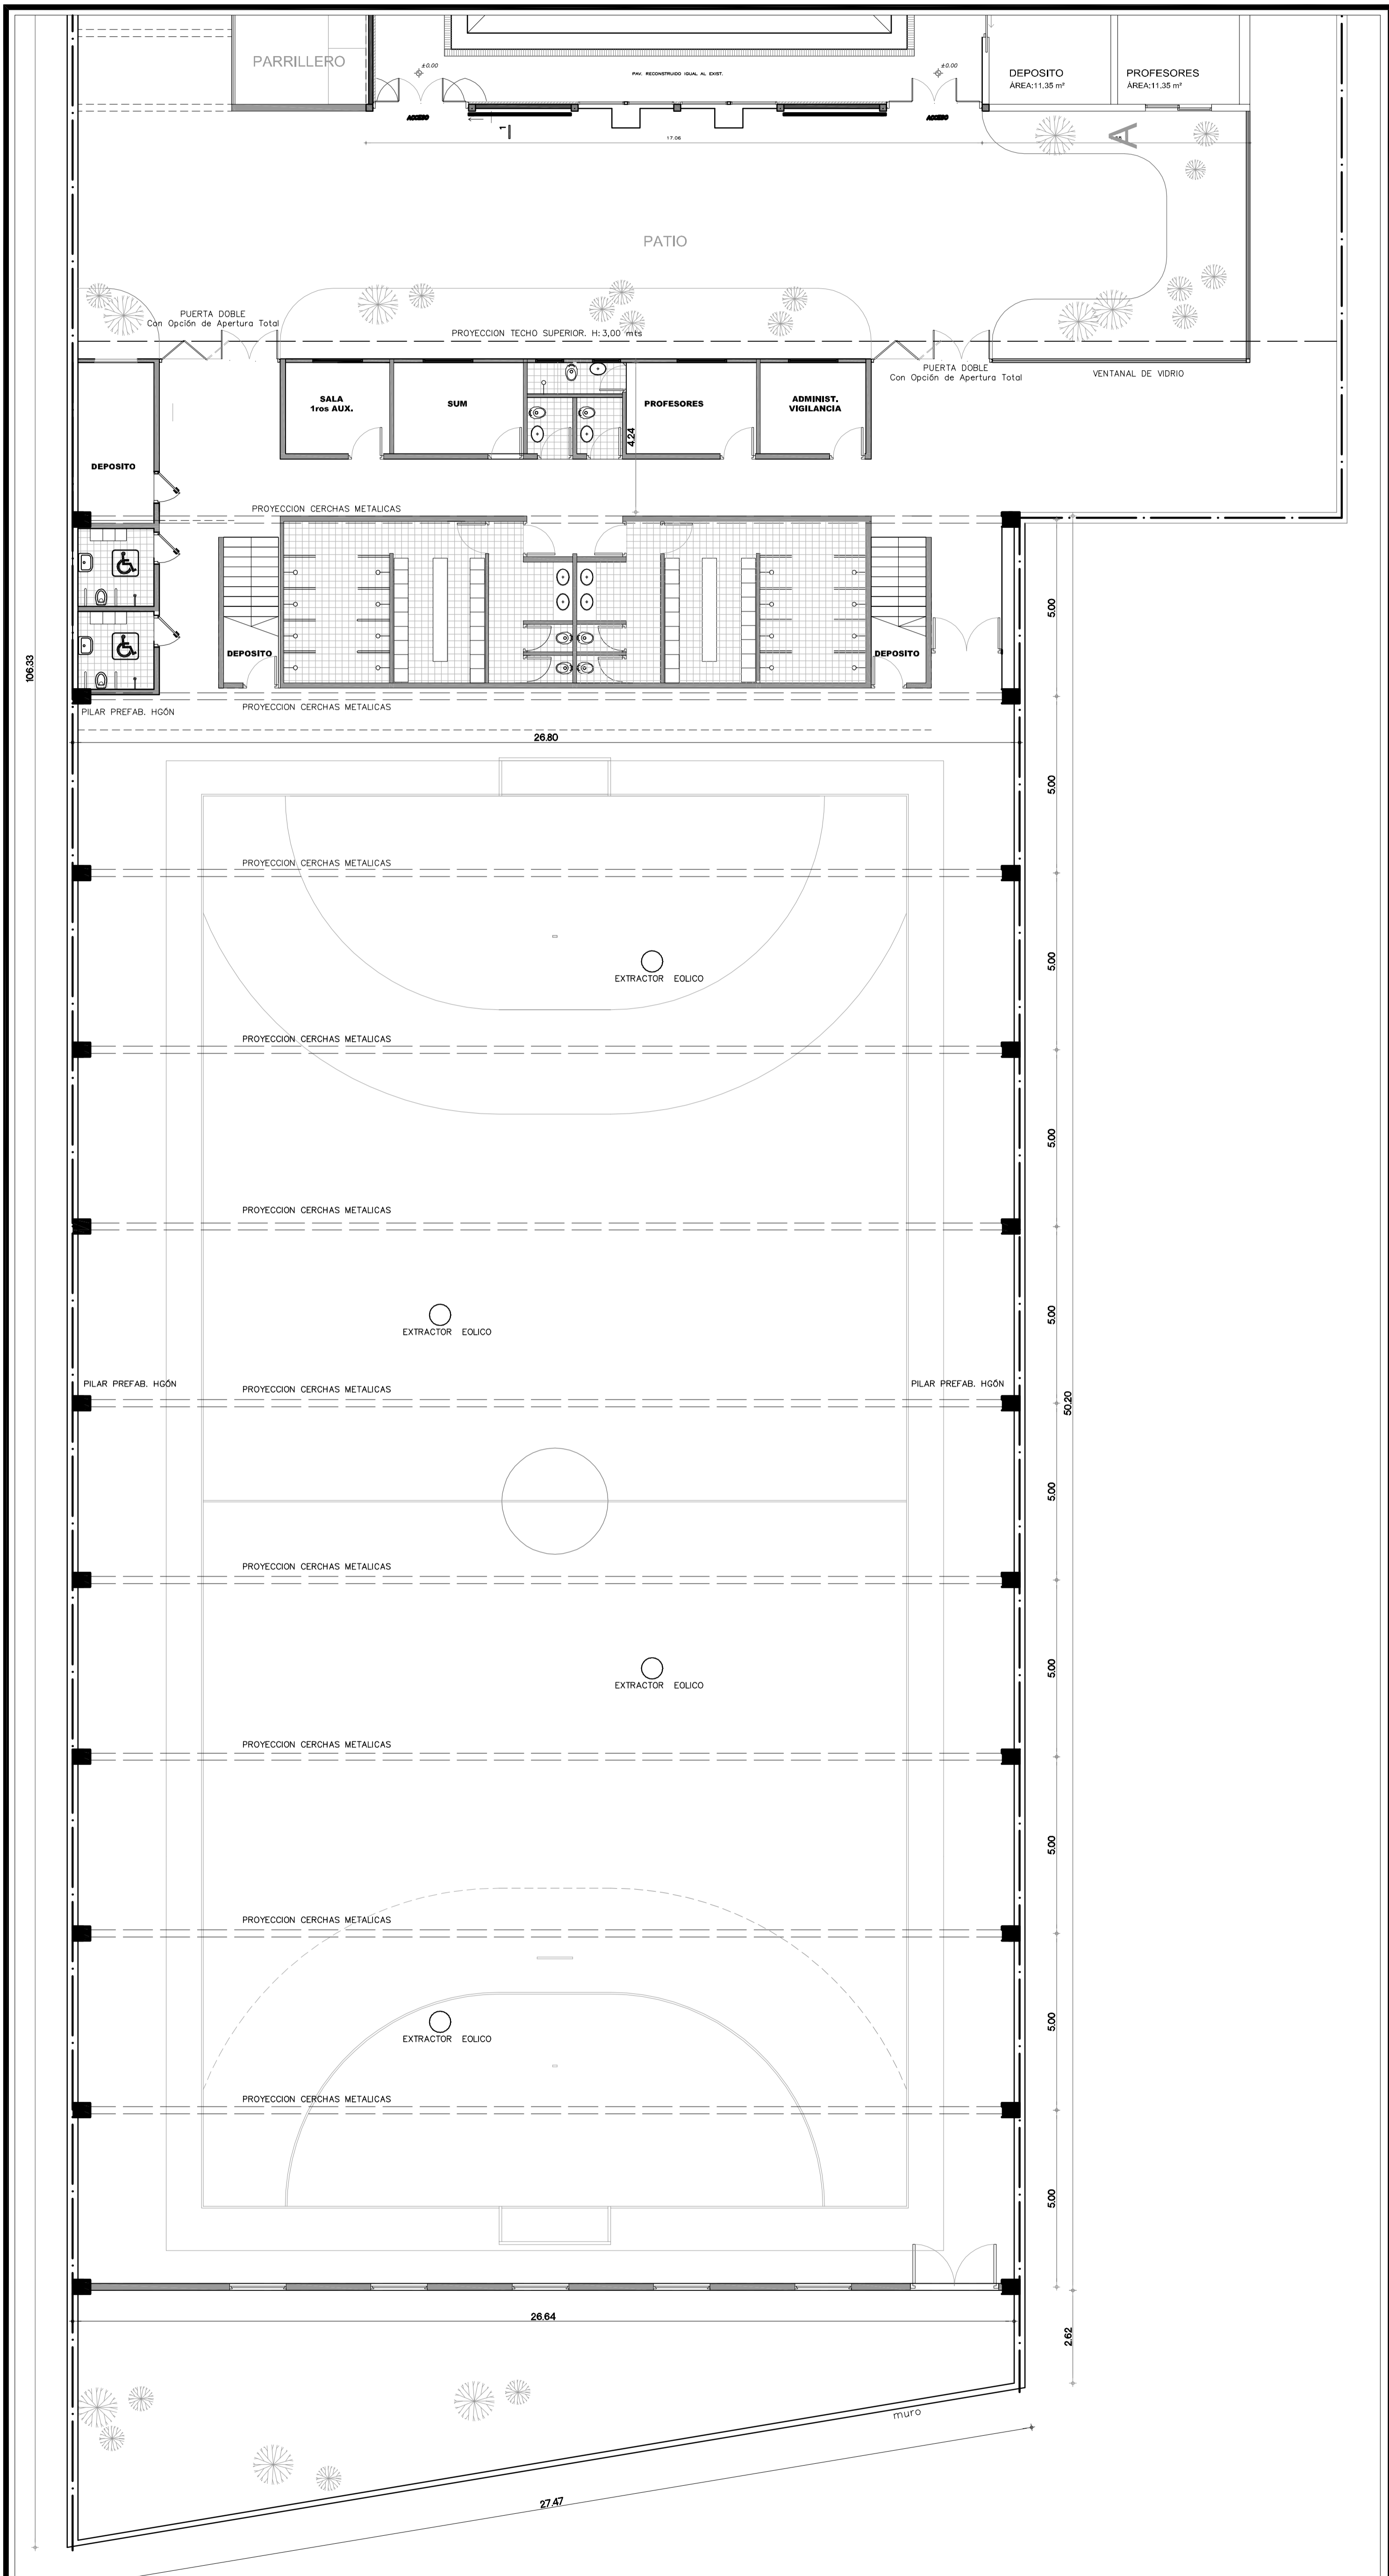 PARRILLERO
±0.00
PAV. RECONSTRUIDO IGUAL AL EXIST.
±0.00
DEPOSITO
ÁREA:11,35 m²
PROFESORES
ÁREA:11,35 m²
ACCESO
1
ACCESO
17.06
A
PATIO
PUERTA DOBLE
Con Opción de Apertura Total
PROYECCION TECHO SUPERIOR. H:3,00 mts
PUERTA DOBLE
Con Opción de Apertura Total
VENTANAL DE VIDRIO
SALA
1ros AUX.
SUM
PROFESORES
ADMINIST.
VIGILANCIA
4.24
DEPOSITO
PROYECCION CERCHAS METALICAS
5.00
106.33
DEPOSITO
DEPOSITO
PILAR PREFAB. HGÓN
PROYECCION CERCHAS METALICAS
26.80
5.00
PROYECCION CERCHAS METALICAS
5.00
EXTRACTOR EOLICO
PROYECCION CERCHAS METALICAS
5.00
PROYECCION CERCHAS METALICAS
5.00
EXTRACTOR EOLICO
PILAR PREFAB. HGÓN
PROYECCION CERCHAS METALICAS
PILAR PREFAB. HGÓN
50.20
5.00
PROYECCION CERCHAS METALICAS
5.00
EXTRACTOR EOLICO
PROYECCION CERCHAS METALICAS
5.00
PROYECCION CERCHAS METALICAS
5.00
EXTRACTOR EOLICO
PROYECCION CERCHAS METALICAS
5.00
26.64
2.62
muro
27.47